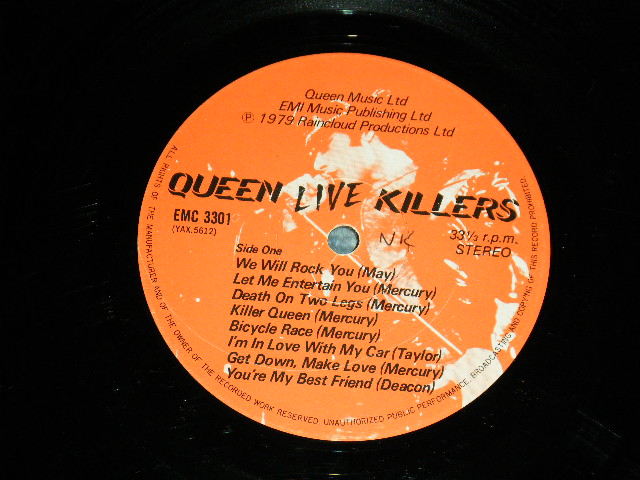 Queen Music Ltd
EMI Music Publishing Ltd
℗ 1979 Raincloud Productions Ltd
QUEEN LIVE KILLERS
EMC 3301
(YAX.5612)
NK
33⅓ r.p.m.
STEREO
Side One
We Will Rock You (May)
Let Me Entertain You (Mercury)
Death On Two Legs (Mercury)
Killer Queen (Mercury)
Bicycle Race (Mercury)
I'm In Love With My Car (Taylor)
Get Down, Make Love (Mercury)
You're My Best Friend (Deacon)
ALL RIGHTS OF THE MANUFACTURER AND OF THE OWNER OF THE RECORDED WORK RESERVED. UNAUTHORIZED PUBLIC PERFORMANCE, BROADCASTING AND COPYING OF THIS RECORD PROHIBITED.